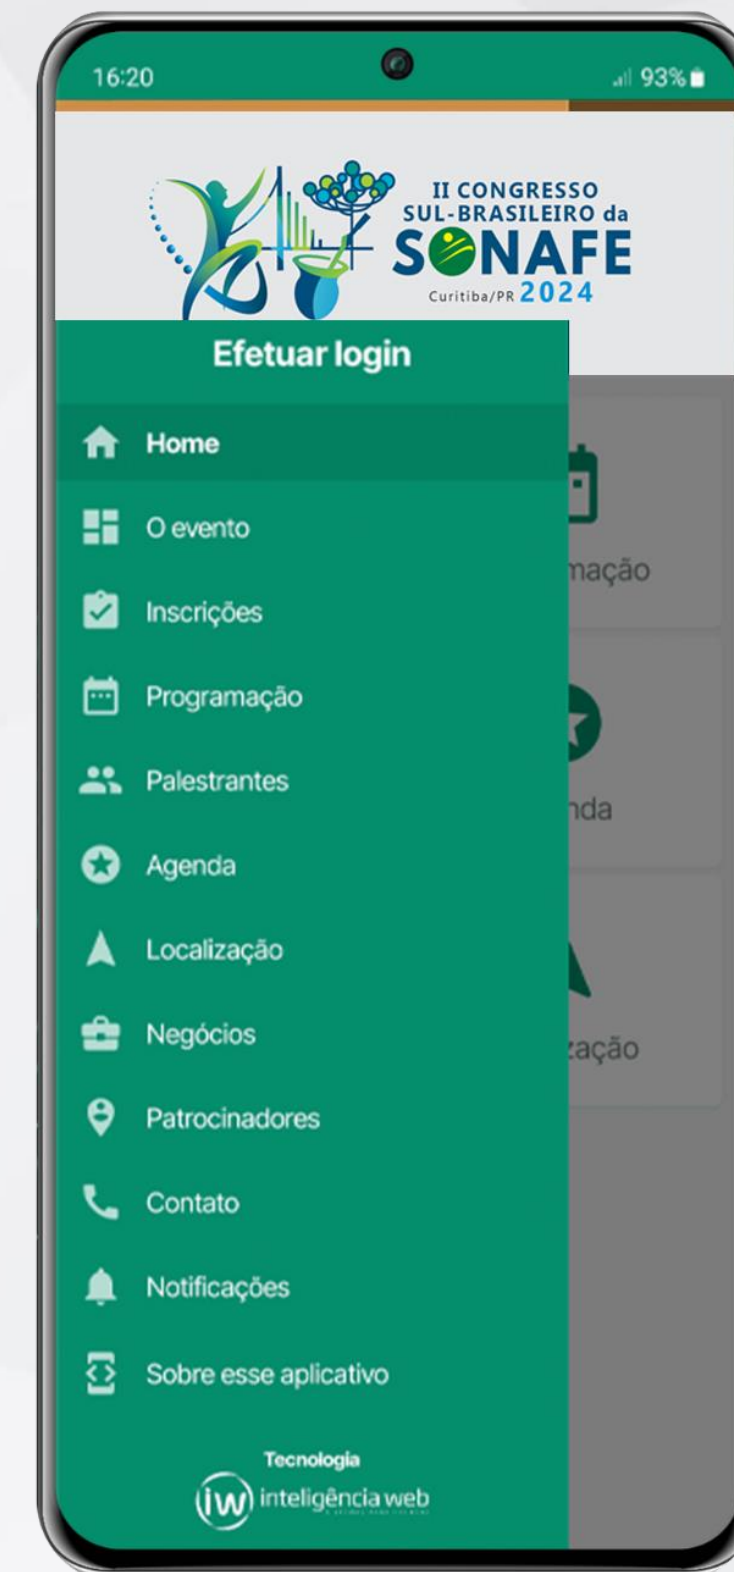 16:20
93%
II CONGRESSO
SUL-BRASILEIRO da
SONAFE
Curitiba/PR 2024
Efetuar login
Home
O evento
Inscrições
mação
Programação
Palestrantes
nda
Agenda
Localização
Negócios
zação
Patrocinadores
Contato
Notificações
Sobre esse aplicativo
Tecnologia
iw inteligência web